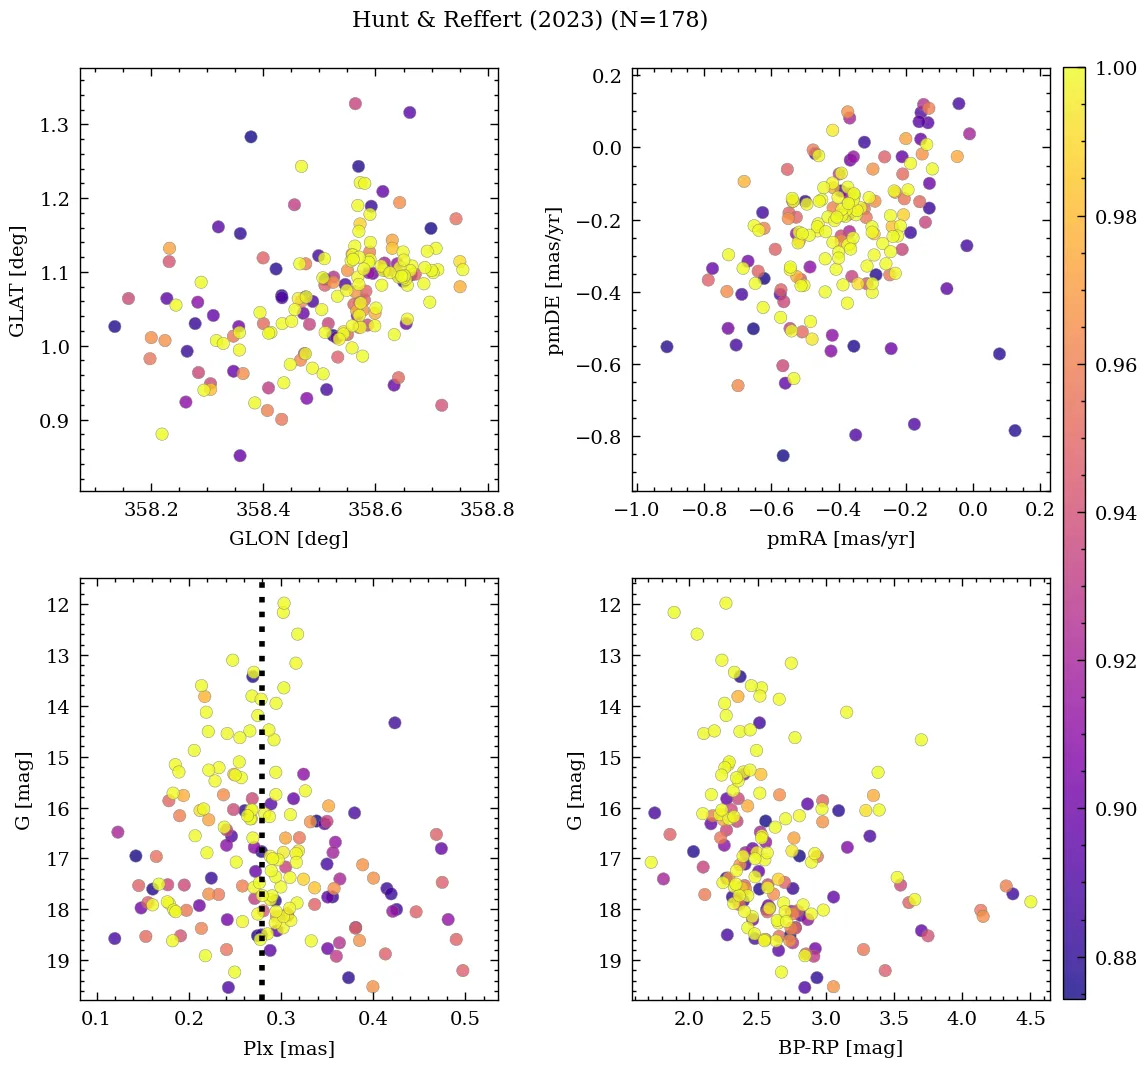 Hunt & Reffert (2023) (N=178)
1.3
1.2
1.1
1.0
0.9
GLAT [deg]
358.2 358.4 358.6 358.8
GLON [deg]
0.2
0.0
−0.2
−0.4
−0.6
−0.8
pmDE [mas/yr]
−1.0 −0.8 −0.6 −0.4 −0.2 0.0 0.2
pmRA [mas/yr]
12
13
14
15
16
17
18
19
G [mag]
0.1 0.2 0.3 0.4 0.5
Plx [mas]
12
13
14
15
16
17
18
19
G [mag]
2.0 2.5 3.0 3.5 4.0 4.5
BP-RP [mag]
1.00
0.98
0.96
0.94
0.92
0.90
0.88